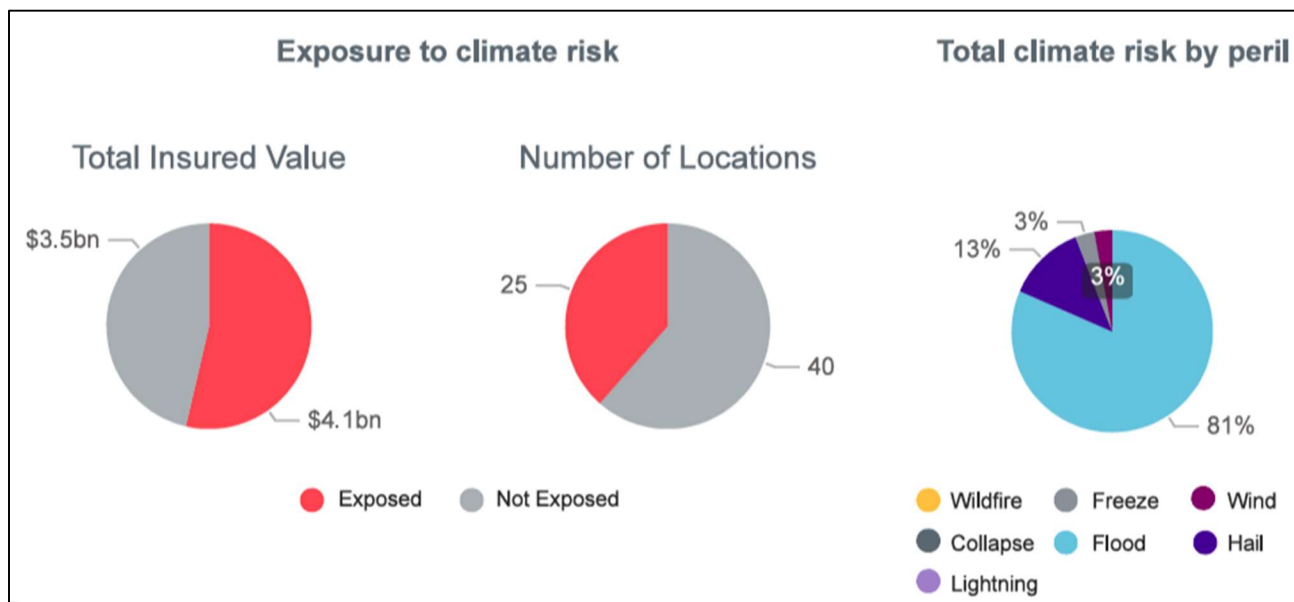 Exposure to climate risk
Total climate risk by peril
Total Insured Value
Number of Locations
$3.5bn
$4.1bn
25
40
3%
13%
3%
81%
Exposed
Not Exposed
Wildfire
Freeze
Wind
Collapse
Flood
Hail
Lightning